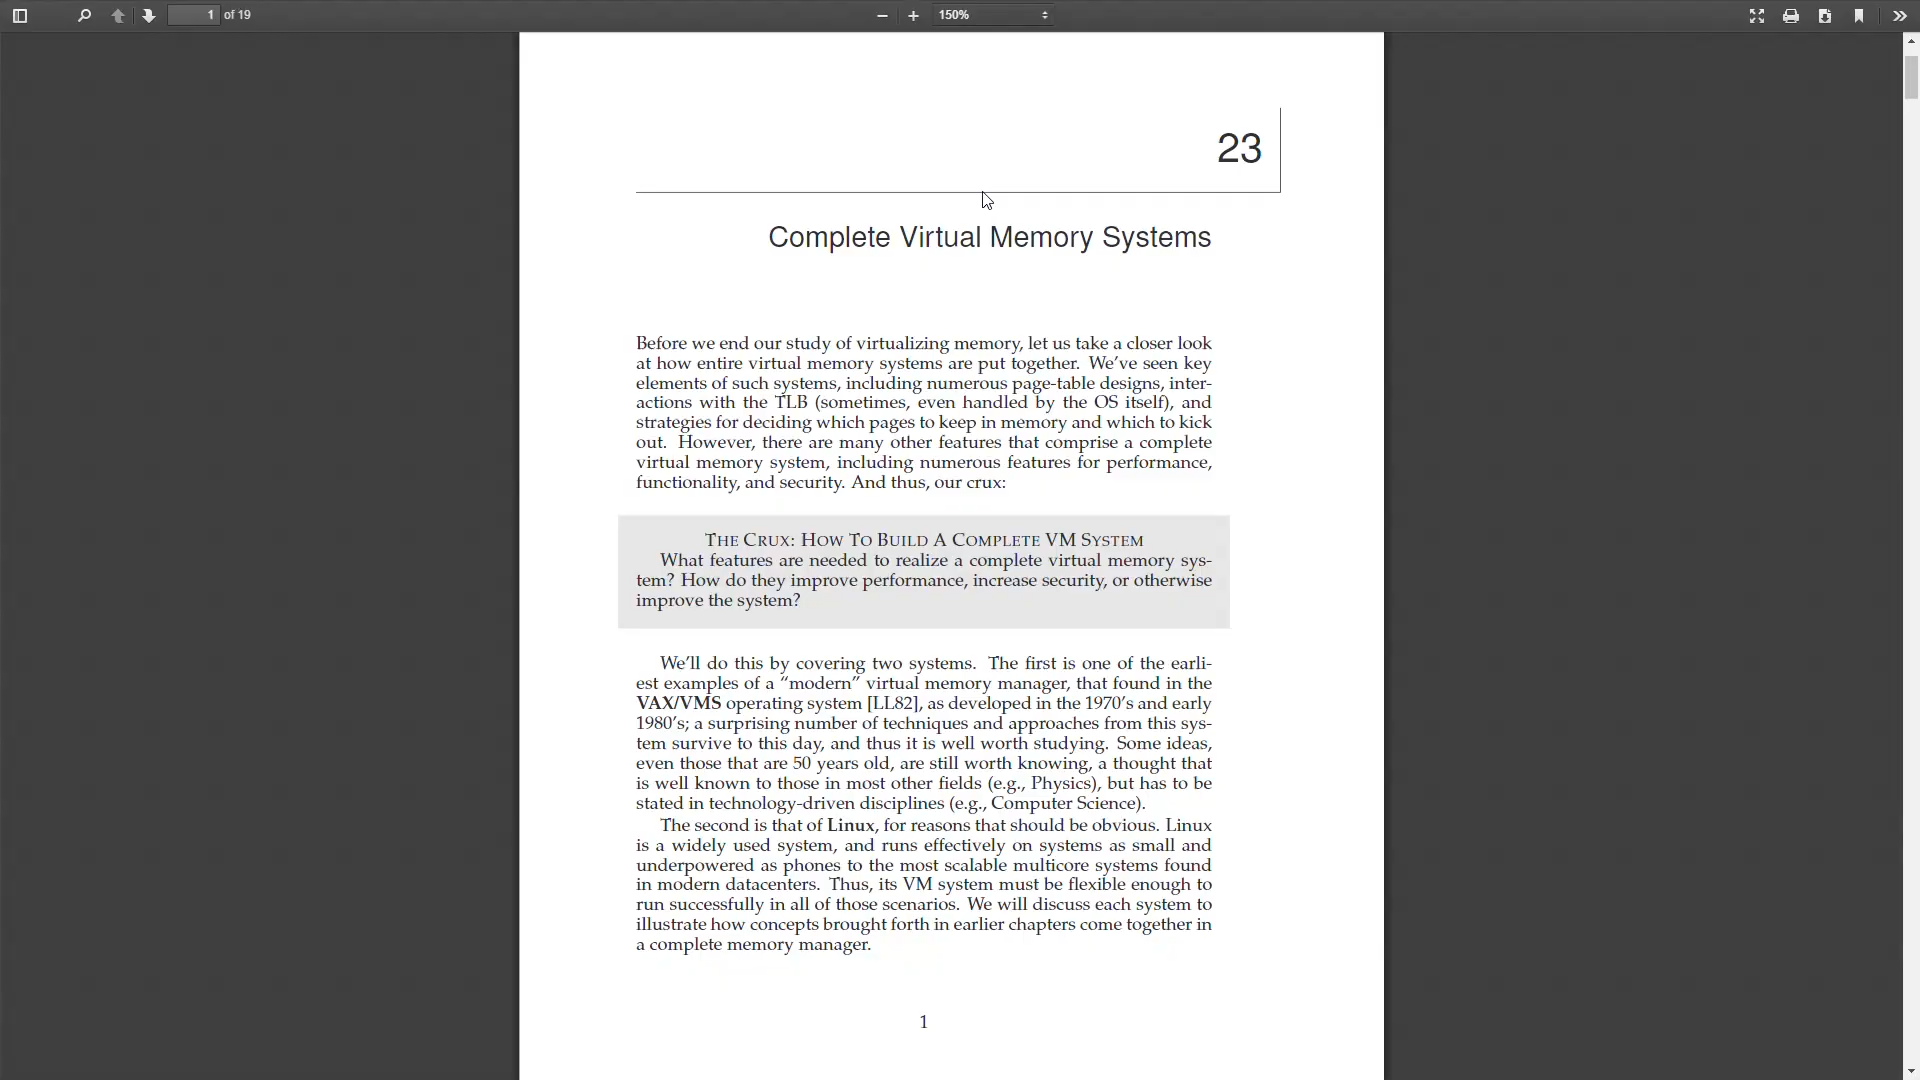 1 of 19 150%
23
Complete Virtual Memory Systems
Before we end our study of virtualizing memory, let us take a closer look
at how entire virtual memory systems are put together. We've seen key
elements of such systems, including numerous page-table designs, inter-
actions with the TLB (sometimes, even handled by the OS itself), and
strategies for deciding which pages to keep in memory and which to kick
out. However, there are many other features that comprise a complete
virtual memory system, including numerous features for performance,
functionality, and security. And thus, our crux:
THE CRUX: HOW TO BUILD A COMPLETE VM SYSTEM
What features are needed to realize a complete virtual memory sys-
tem? How do they improve performance, increase security, or otherwise
improve the system?
We'll do this by covering two systems. The first is one of the earli-
est examples of a “modern” virtual memory manager, that found in the
VAX/VMS operating system [LL82], as developed in the 1970's and early
1980's; a surprising number of techniques and approaches from this sys-
tem survive to this day, and thus it is well worth studying. Some ideas,
even those that are 50 years old, are still worth knowing, a thought that
is well known to those in most other fields (e.g., Physics), but has to be
stated in technology-driven disciplines (e.g., Computer Science).
The second is that of Linux, for reasons that should be obvious. Linux
is a widely used system, and runs effectively on systems as small and
underpowered as phones to the most scalable multicore systems found
in modern datacenters. Thus, its VM system must be flexible enough to
run successfully in all of those scenarios. We will discuss each system to
illustrate how concepts brought forth in earlier chapters come together in
a complete memory manager.
1